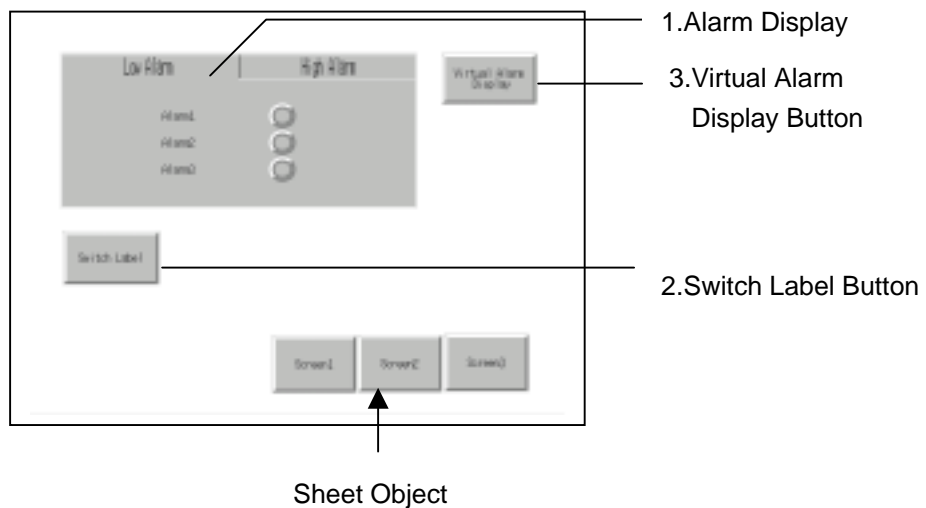 1.Alarm Display
Low Alarm | High Alarm
Virtual Alarm
Display
3.Virtual Alarm
Display Button
Alarm1
Alarm2
Alarm3
Switch Label
2.Switch Label Button
Screen1 Screen2 Screen3
Sheet Object